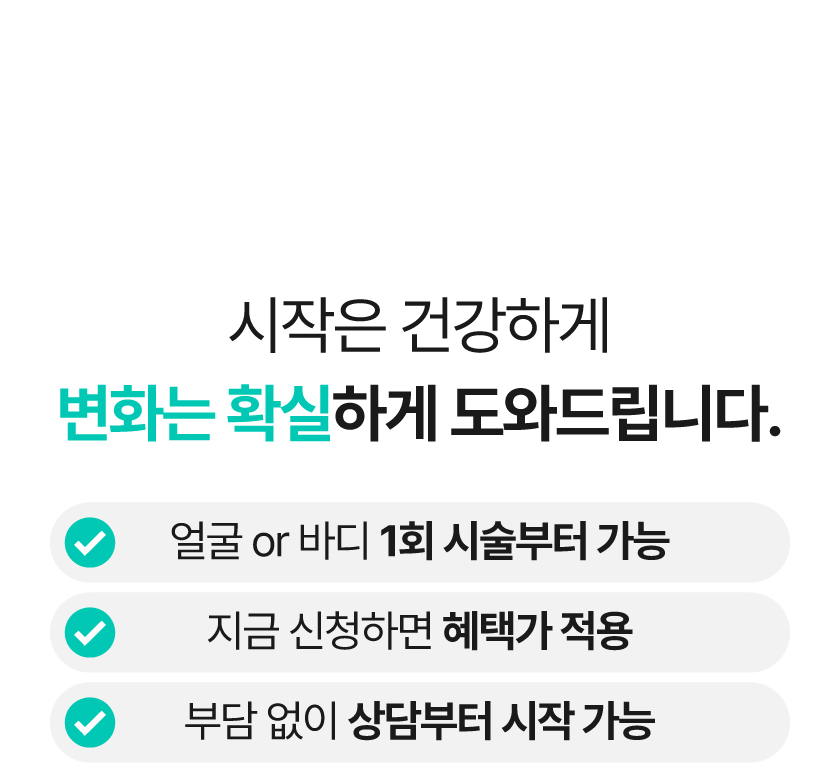 시작은 건강하게
변화는 확실하게 도와드립니다.
얼굴 or 바디 1회 시술부터 가능
지금 신청하면 혜택가 적용
부담 없이 상담부터 시작 가능